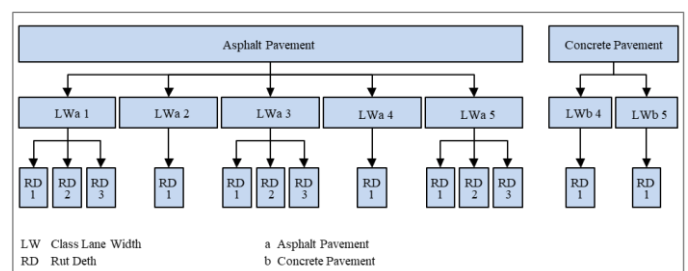 Asphalt Pavement Concrete Pavement
LWa 1 LWa 2 LWa 3 LWa 4 LWa 5 LWb 4 LWb 5
RD 1 RD 2 RD 3 RD 1 RD 1 RD 2 RD 3 RD 1 RD 1 RD 2 RD 3 RD 1 RD 1
LW Class Lane Width a Asphalt Pavement
RD Rut Deth b Concrete Pavement